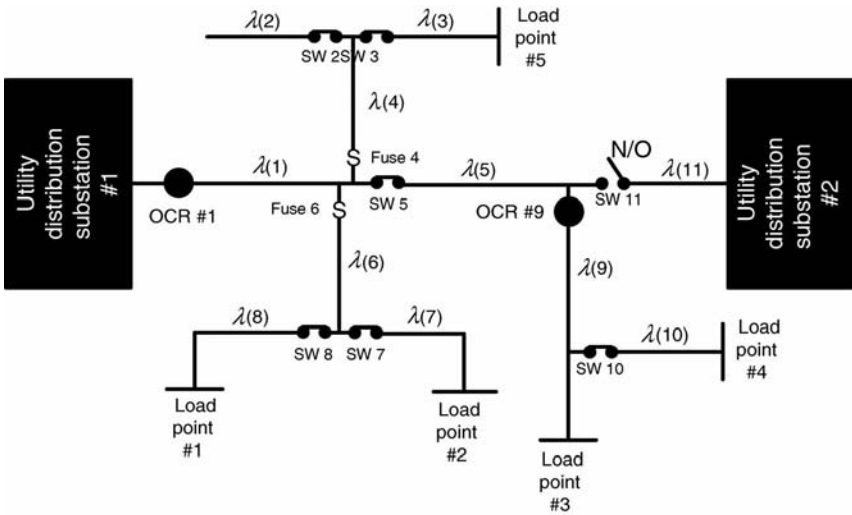 λ(2)
SW 2
SW 3
λ(3)
Load
point
#5
λ(4)
Utility
distribution
substation
#1
OCR #1
λ(1)
Fuse 4
Fuse 6
SW 5
λ(5)
N/O
SW 11
λ(11)
Utility
distribution
substation
#2
OCR #9
λ(6)
λ(9)
λ(8)
SW 8
SW 7
λ(7)
SW 10
λ(10)
Load
point
#4
Load
point
#1
Load
point
#2
Load
point
#3